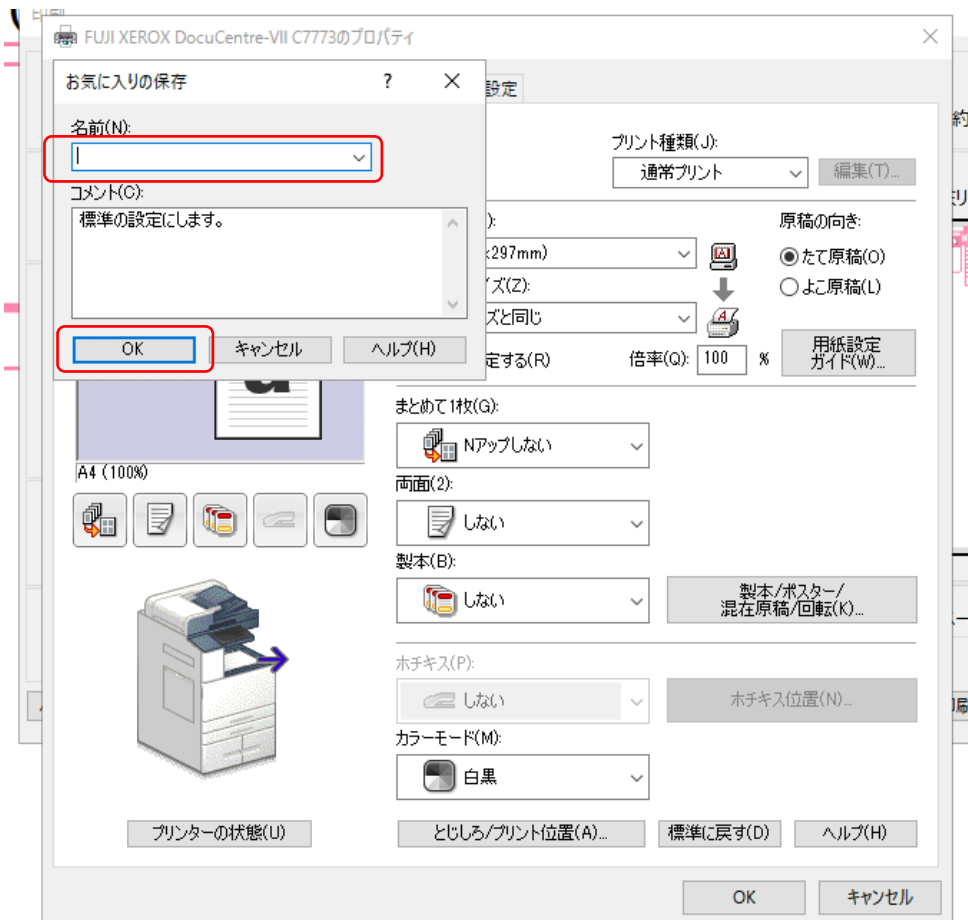 印刷
FUJI XEROX DocuCentre-VII C7773のプロパティ
お気に入りの保存
?
設定
名前(N):
コメント(C):
標準の設定にします。
OK
キャンセル
ヘルプ(H)
プリント種類(J):
通常プリント
編集(T)...
):
原稿の向き:
297mm)
たて原稿(O)
ズ(Z):
よこ原稿(L)
ズと同じ
定する(R)
倍率(Q):
100
%
用紙設定
ガイド(W)...
a
A4 (100%)
まとめて1枚(G):
Nアップしない
両面(2):
しない
製本(B):
しない
製本/ポスター/
混在原稿/回転(K)...
ホチキス(P):
しない
ホチキス位置(N)...
カラーモード(M):
白黒
プリンターの状態(U)
とじしろ/プリント位置(A)...
標準に戻す(D)
ヘルプ(H)
OK
キャンセル